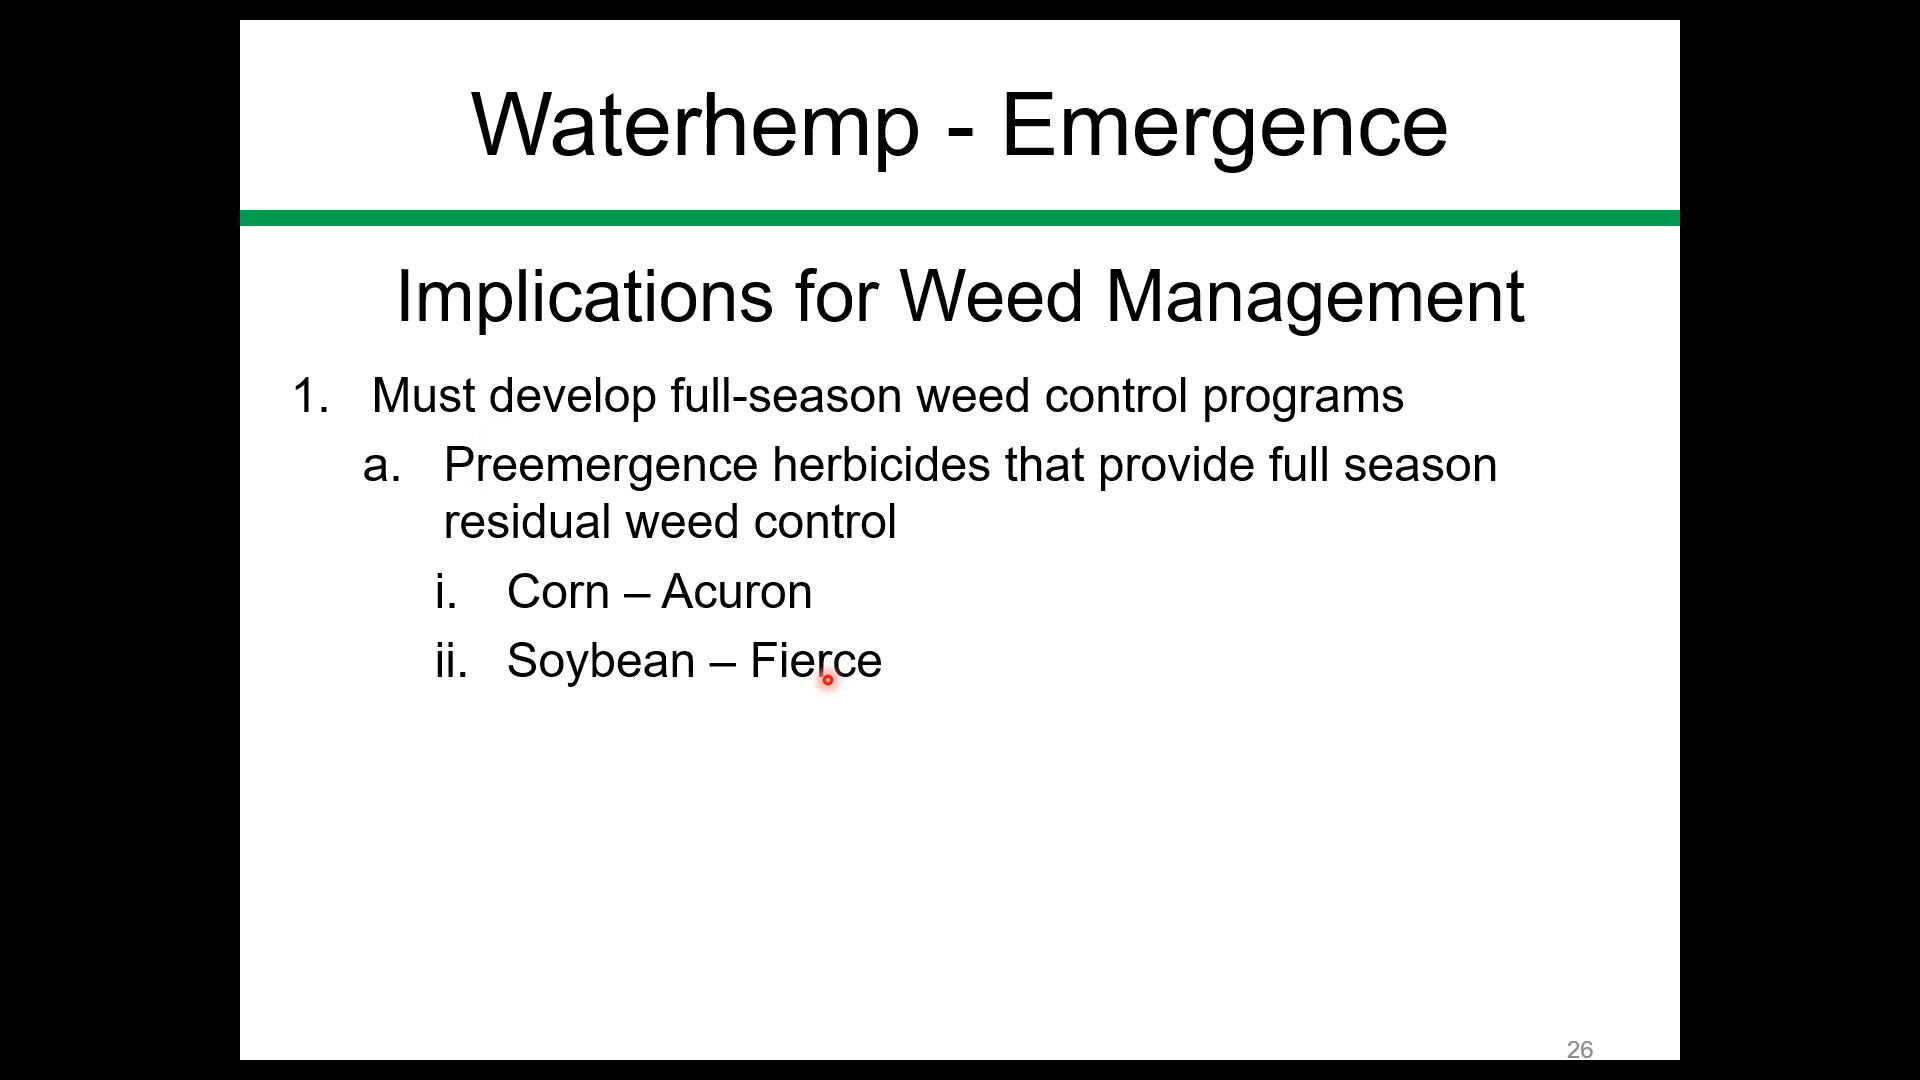 Waterhemp - Emergence
Implications for Weed Management
1. Must develop full-season weed control programs
a. Preemergence herbicides that provide full season
residual weed control
i. Corn – Acuron
ii. Soybean – Fierce
26